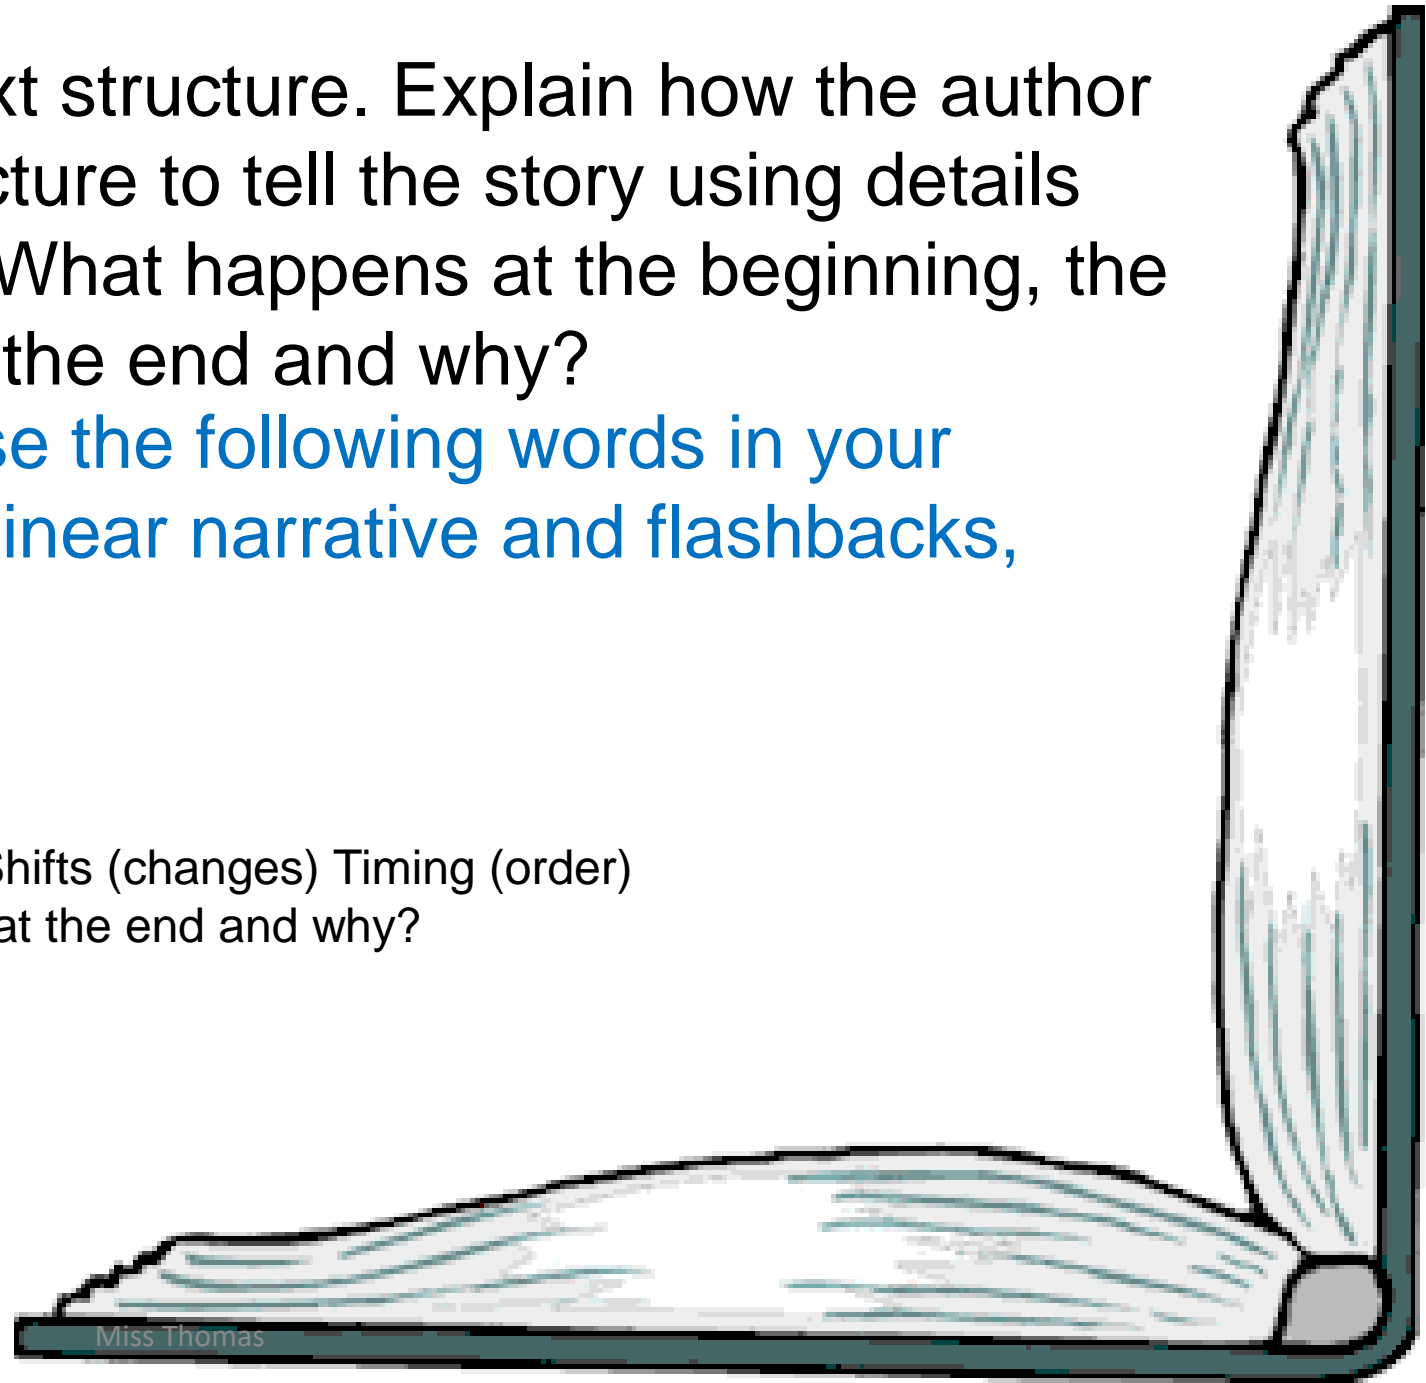 xt structure. Explain how the author
cture to tell the story using details
What happens at the beginning, the
the end and why?
se the following words in your
inear narrative and flashbacks,
Shifts (changes) Timing (order)
at the end and why?
Miss Thomas